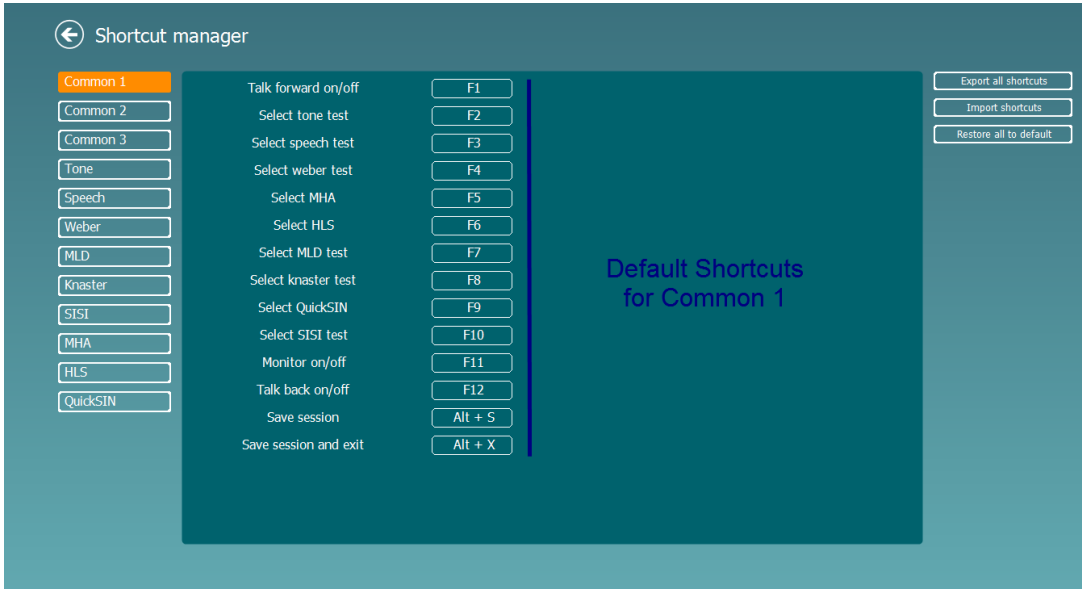 Shortcut manager
Common 1
Common 2
Common 3
Tone
Speech
Weber
MLD
Knaster
SISI
MHA
HLS
QuickSIN
Talk forward on/off F1
Select tone test F2
Select speech test F3
Select weber test F4
Select MHA F5
Select HLS F6
Select MLD test F7
Select knaster test F8
Select QuickSIN F9
Select SISI test F10
Monitor on/off F11
Talk back on/off F12
Save session Alt + S
Save session and exit Alt + X
Default Shortcuts
for Common 1
Export all shortcuts
Import shortcuts
Restore all to default